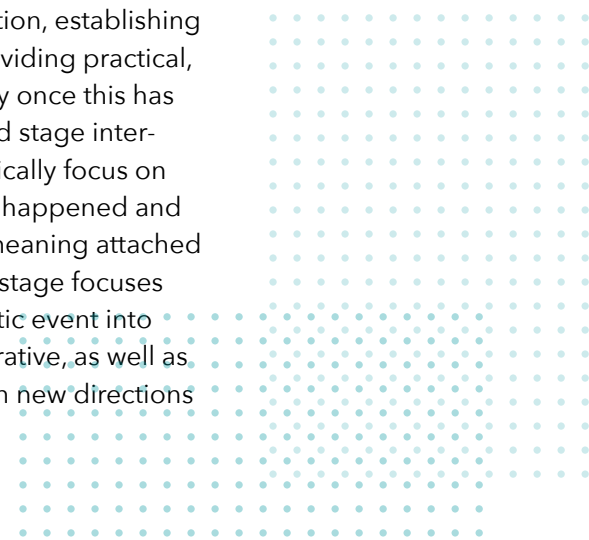 tion, establishing
viding practical,
y once this has
d stage inter-
ically focus on
happened and
meaning attached
stage focuses
tic event into
rative, as well as
n new directions